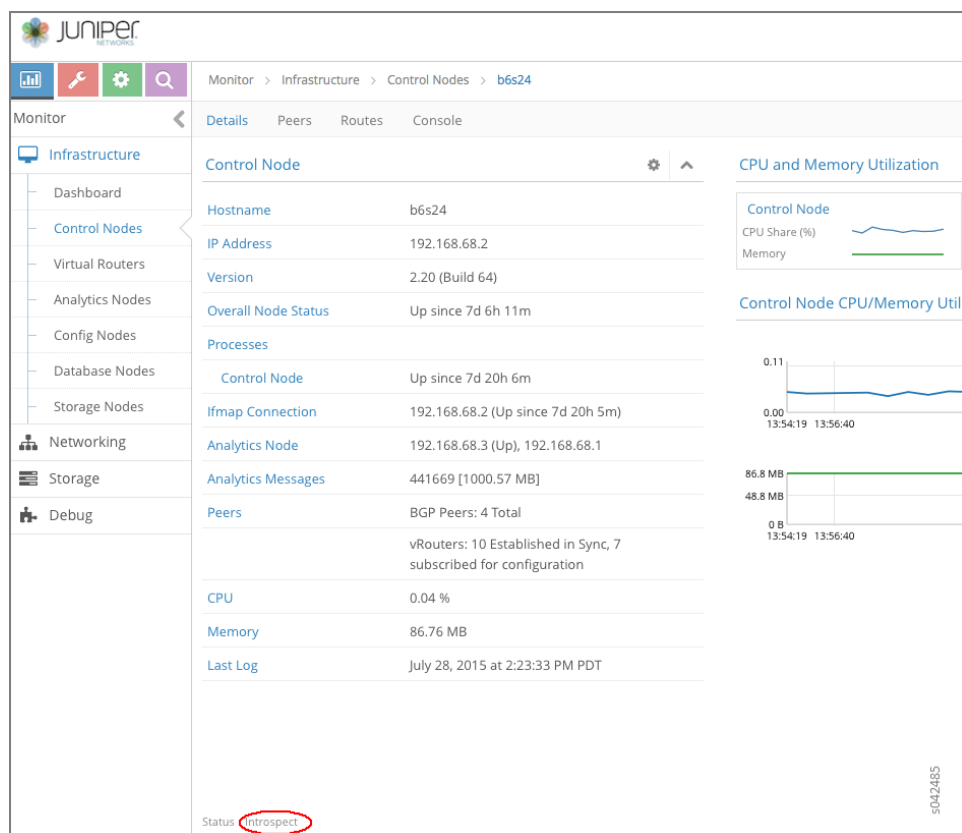 JUNIPER
NETWORKS
Monitor > Infrastructure > Control Nodes > b6s24
Monitor
Infrastructure
Dashboard
Control Nodes
Virtual Routers
Analytics Nodes
Config Nodes
Database Nodes
Storage Nodes
Networking
Storage
Debug
Details Peers Routes Console
Control Node
Hostname b6s24
IP Address 192.168.68.2
Version 2.20 (Build 64)
Overall Node Status Up since 7d 6h 11m
Processes
Control Node Up since 7d 20h 6m
Ifmap Connection 192.168.68.2 (Up since 7d 20h 5m)
Analytics Node 192.168.68.3 (Up), 192.168.68.1
Analytics Messages 441669 [1000.57 MB]
Peers BGP Peers: 4 Total
vRouters: 10 Established in Sync, 7
subscribed for configuration
CPU 0.04 %
Memory 86.76 MB
Last Log July 28, 2015 at 2:23:33 PM PDT
CPU and Memory Utilization
Control Node
CPU Share (%)
Memory
Control Node CPU/Memory Util
0.11
0.00
13:54:19 13:56:40
86.8 MB
48.8 MB
0 B
13:54:19 13:56:40
Status Introspect
s042485